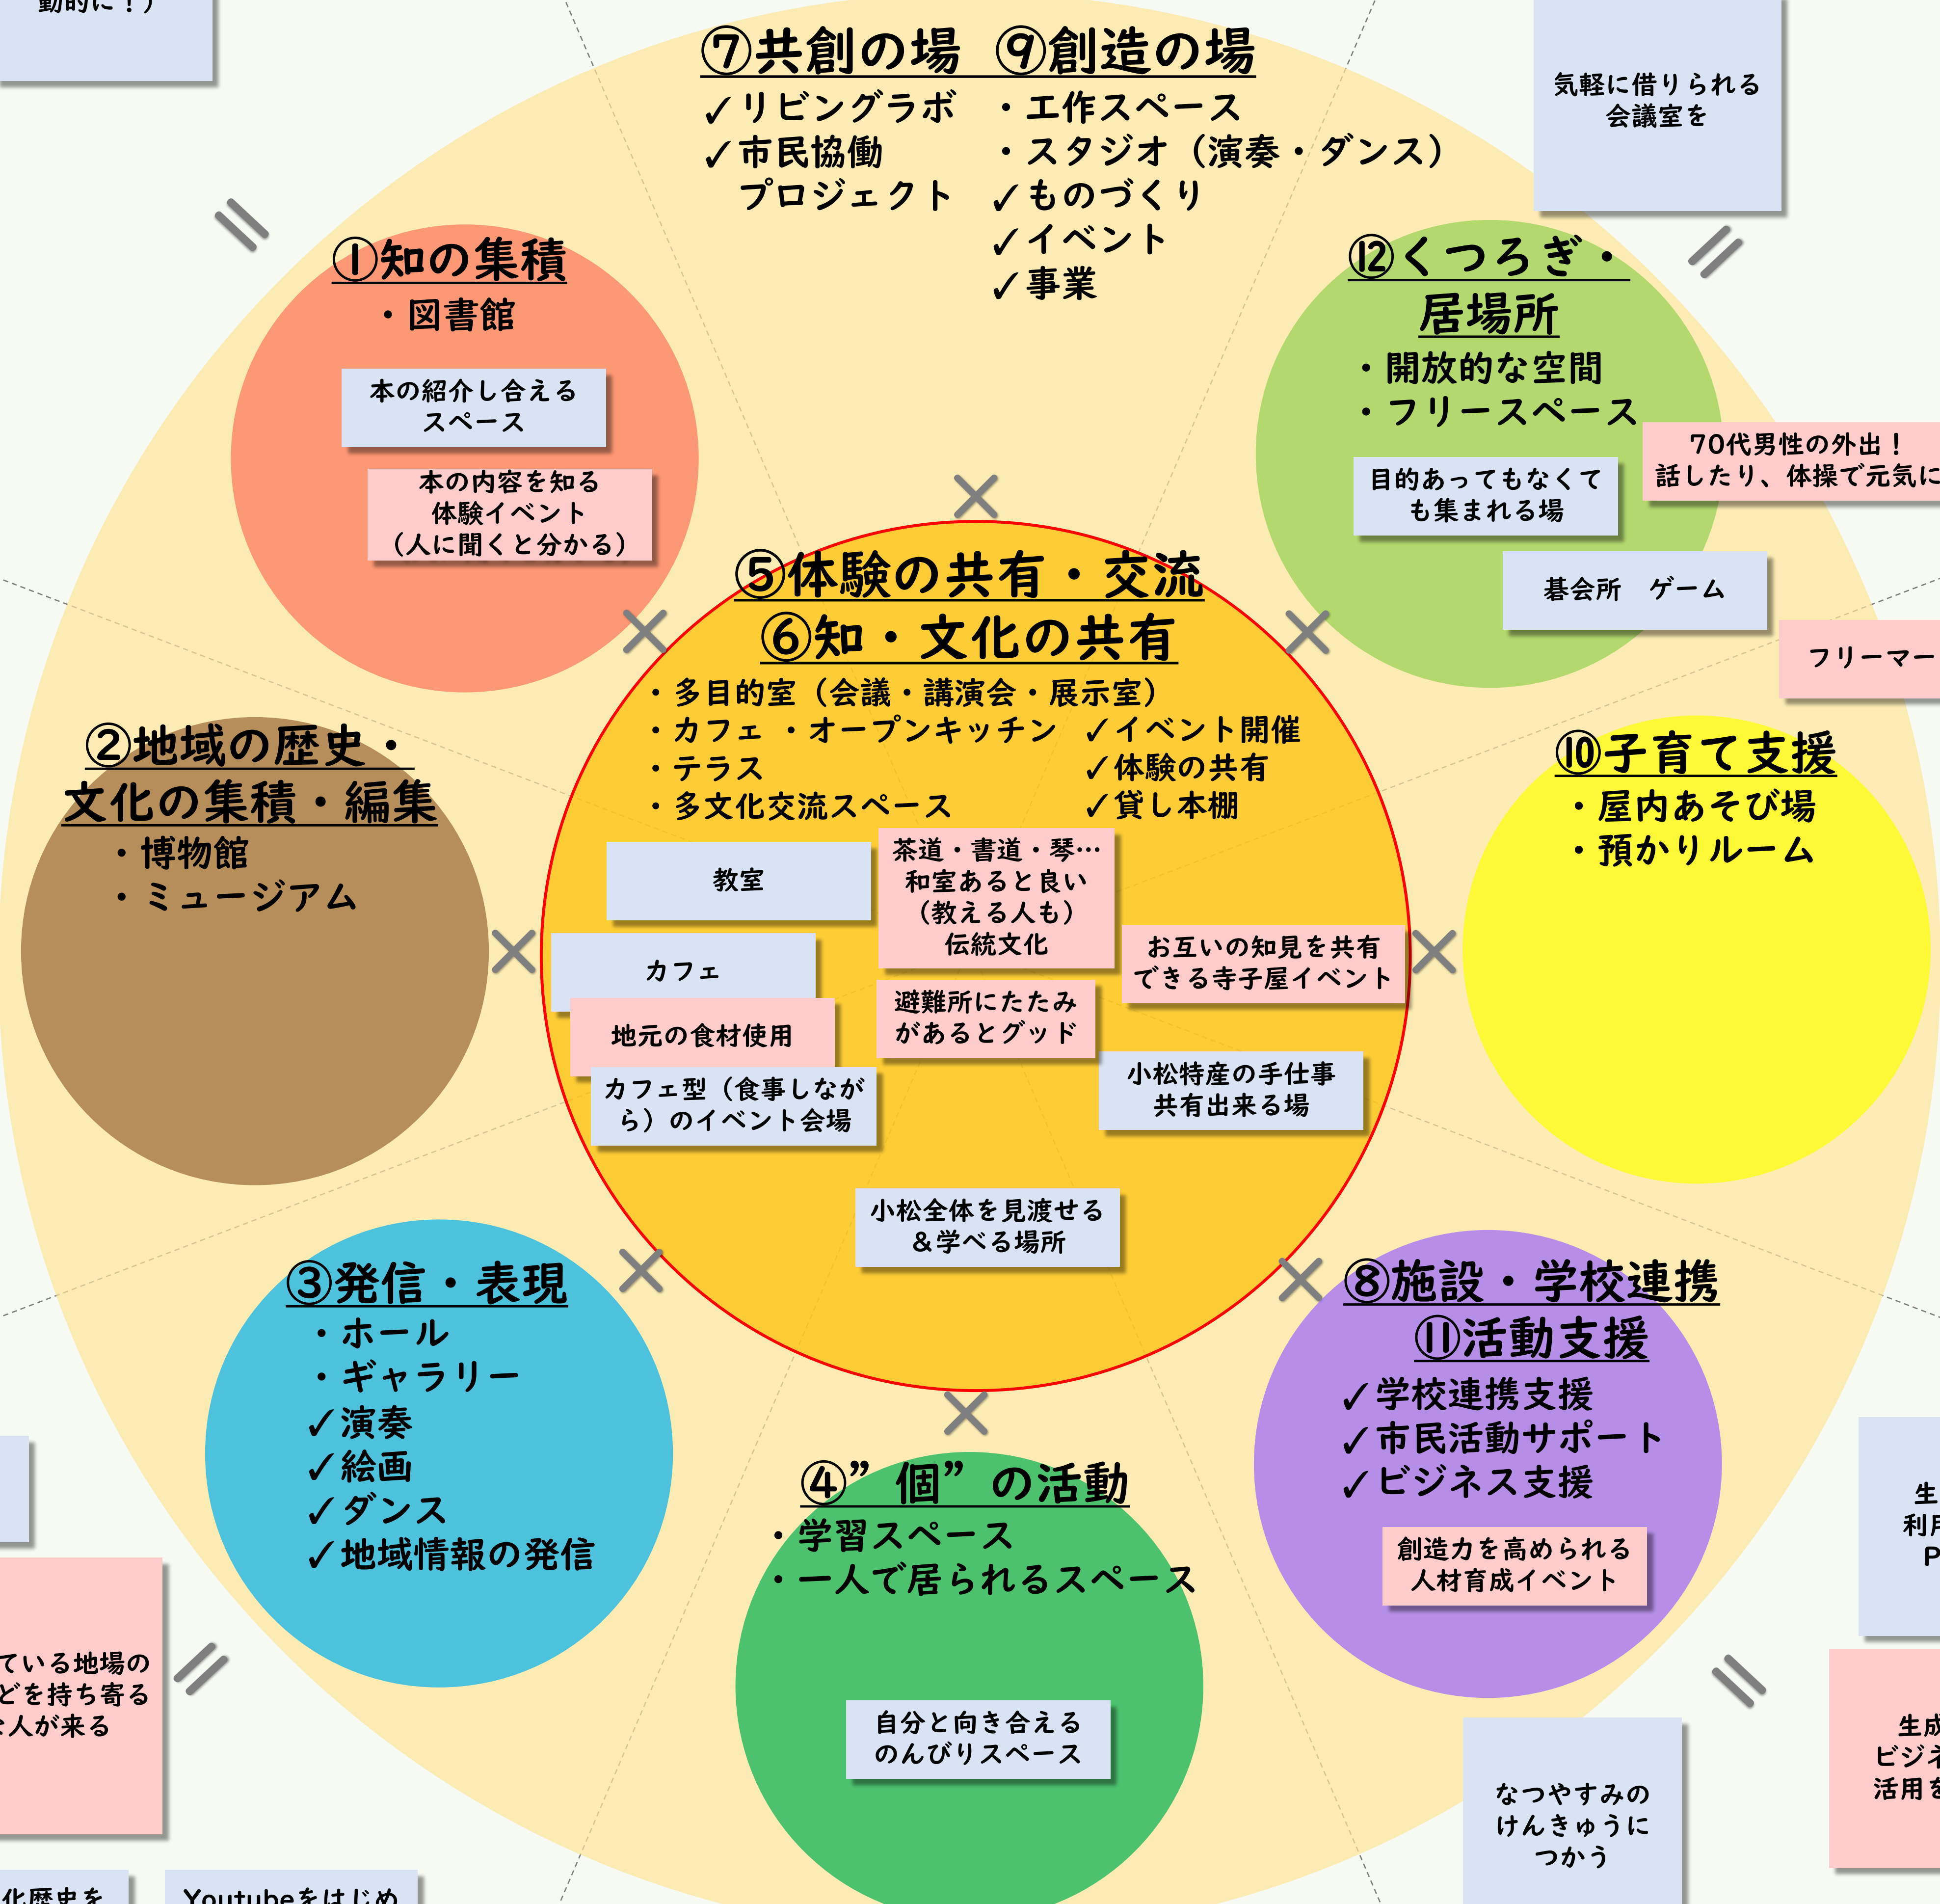 動的に！）
⑦共創の場
✓リビングラボ
✓市民協働
プロジェクト
⑨創造の場
・工作スペース
・スタジオ（演奏・ダンス）
✓ものづくり
✓イベント
✓事業
気軽に借りられる
会議室を
①知の集積
・図書館
本の紹介し合える
スペース
本の内容を知る
体験イベント
（人に聞くと分かる）
⑫くつろぎ・
居場所
・開放的な空間
・フリースペース
70代男性の外出！
話したり、体操で元気に
目的あってもなくて
も集まれる場
碁会所　ゲーム
フリーマー
⑤体験の共有・交流
⑥知・文化の共有
・多目的室（会議・講演会・展示室）
・カフェ ・オープンキッチン
・テラス
・多文化交流スペース
✓イベント開催
✓体験の共有
✓貸し本棚
教室
茶道・書道・琴…
和室あると良い
（教える人も）
伝統文化
お互いの知見を共有
できる寺子屋イベント
カフェ
地元の食材使用
カフェ型（食事しなが
ら）のイベント会場
避難所にたたみ
があるとグッド
小松特産の手仕事
共有出来る場
小松全体を見渡せる
＆学べる場所
②地域の歴史・
文化の集積・編集
・博物館
・ミュージアム
⑩子育て支援
・屋内あそび場
・預かりルーム
③発信・表現
・ホール
・ギャラリー
✓演奏
✓絵画
✓ダンス
✓地域情報の発信
④”個”の活動
・学習スペース
・一人で居られるスペース
自分と向き合える
のんびりスペース
⑧施設・学校連携
⑪活動支援
✓学校連携支援
✓市民活動サポート
✓ビジネス支援
創造力を高められる
人材育成イベント
ている地場の
どを持ち寄る
な人が来る
化歴史を
Youtubeをはじめ
なつやすみの
けんきゅうに
つかう
生
利用
P
生成
ビジネ
活用を